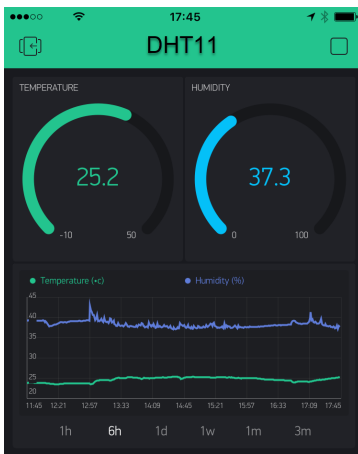 17:45
DHT11
TEMPERATURE
HUMIDITY
25.2
37.3
-10 50
0 100
Temperature (•c) Humidity (%)
45
40
35
30
25
20
11:45 12:21 12:57 13:33 14:09 14:45 15:21 15:57 16:33 17:09 17:45
1h 6h 1d 1w 1m 3m